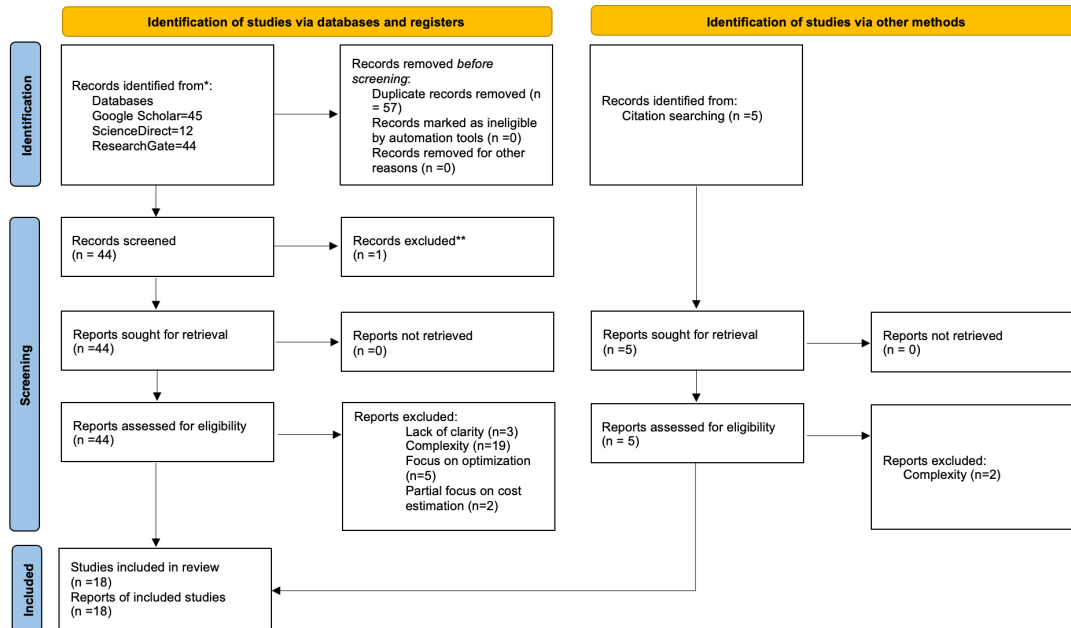 Identification of studies via databases and registers
Identification of studies via other methods
Identification
Records identified from*:
Databases
Google Scholar=45
ScienceDirect=12
ResearchGate=44
Records removed before
screening:
Duplicate records removed (n
= 57)
Records marked as ineligible
by automation tools (n =0)
Records removed for other
reasons (n =0)
Records identified from:
Citation searching (n =5)
Screening
Records screened
(n = 44)
Records excluded**
(n =1)
Reports sought for retrieval
(n =44)
Reports not retrieved
(n =0)
Reports sought for retrieval
(n =5)
Reports not retrieved
(n = 0)
Reports assessed for eligibility
(n =44)
Reports excluded:
Lack of clarity (n=3)
Complexity (n=19)
Focus on optimization
(n=5)
Partial focus on cost
estimation (n=2)
Reports assessed for eligibility
(n = 5)
Reports excluded:
Complexity (n=2)
Included
Studies included in review
(n =18)
Reports of included studies
(n =18)